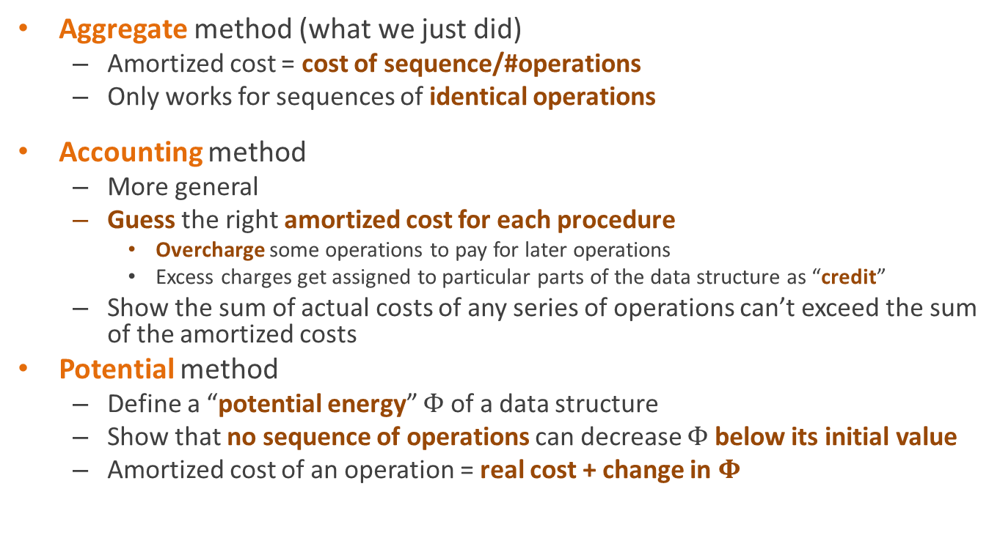 • Aggregate method (what we just did)
– Amortized cost = cost of sequence/#operations
– Only works for sequences of identical operations
• Accounting method
– More general
– Guess the right amortized cost for each procedure
• Overcharge some operations to pay for later operations
• Excess charges get assigned to particular parts of the data structure as “credit”
– Show the sum of actual costs of any series of operations can’t exceed the sum
of the amortized costs
• Potential method
– Define a “potential energy” Φ of a data structure
– Show that no sequence of operations can decrease Φ below its initial value
– Amortized cost of an operation = real cost + change in Φ